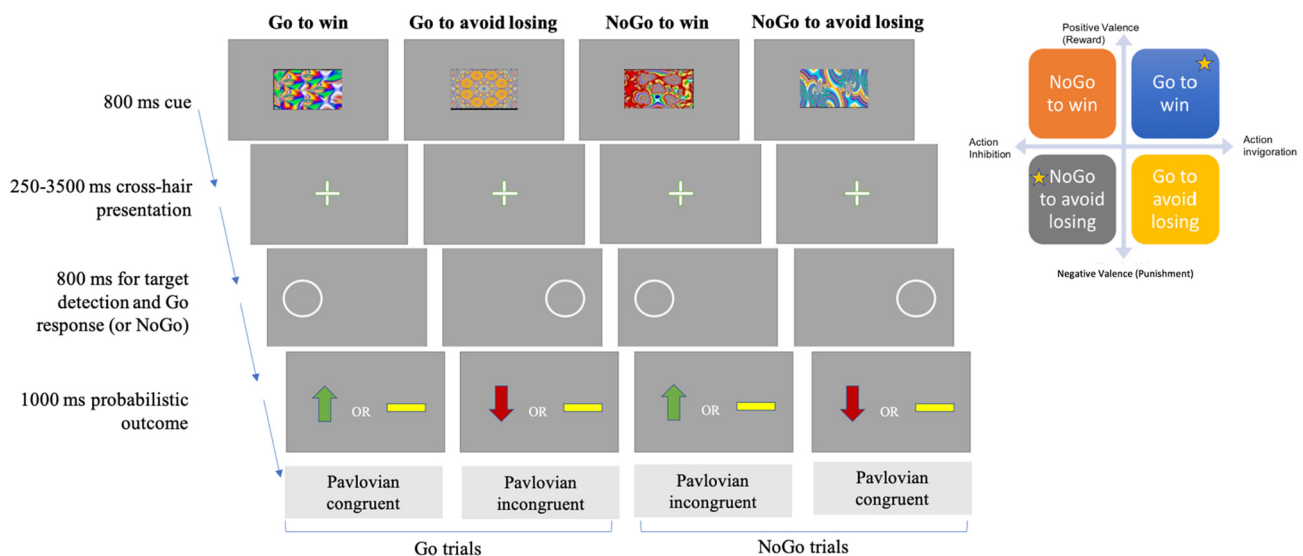 Go to win
Go to avoid losing
NoGo to win
NoGo to avoid losing
800 ms cue
250-3500 ms cross-hair
presentation
800 ms for target
detection and Go
response (or NoGo)
1000 ms probabilistic
outcome
OR
OR
OR
OR
Pavlovian
congruent
Pavlovian
incongruent
Pavlovian
incongruent
Pavlovian
congruent
Go trials
NoGo trials
Positive Valence
(Reward)
NoGo
to win
Go to
win
Action
Inhibition
Action
invigoration
NoGo
to avoid
losing
Go to
avoid
losing
Negative Valence (Punishment)